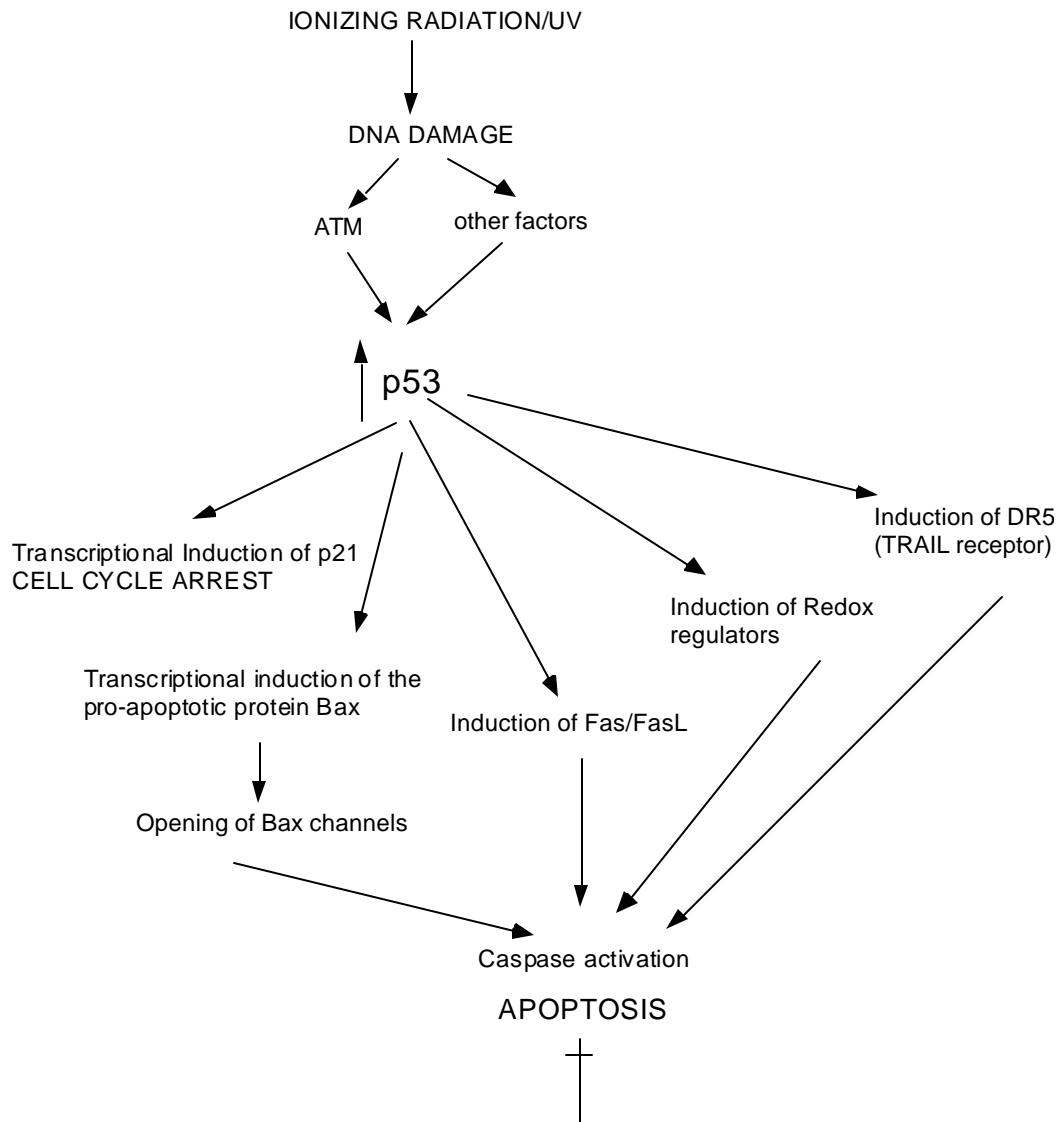 IONIZING RADIATION/UV
DNA DAMAGE
ATM
other factors
p53
Induction of DR5
(TRAIL receptor)
Transcriptional Induction of p21
CELL CYCLE ARREST
Induction of Redox
regulators
Transcriptional induction of the
pro-apoptotic protein Bax
Induction of Fas/FasL
Opening of Bax channels
Caspase activation
APOPTOSIS